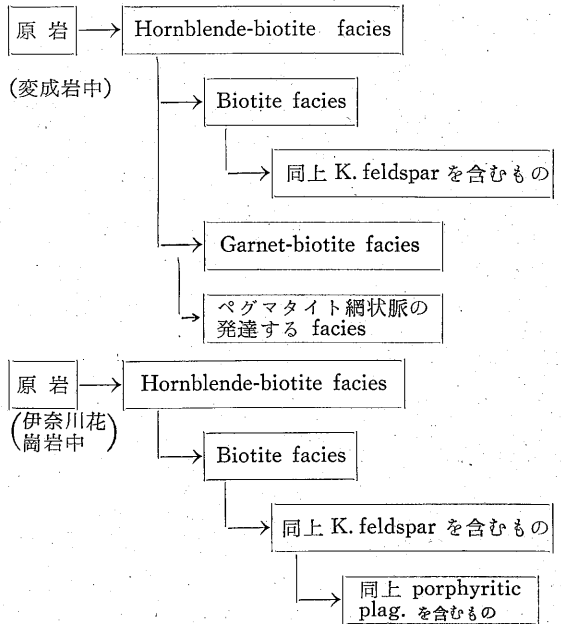 原岩 Hornblende-biotite facies
(変成岩中)
Biotite facies
同上 K. feldspar を含むもの
Garnet-biotite facies
ペグマタイト網状脈の
発達する facies
原岩 Hornblende-biotite facies
(伊奈川花
崗岩中)
Biotite facies
同上 K. feldspar を含むもの
同上 porphyritic
plag. を含むもの